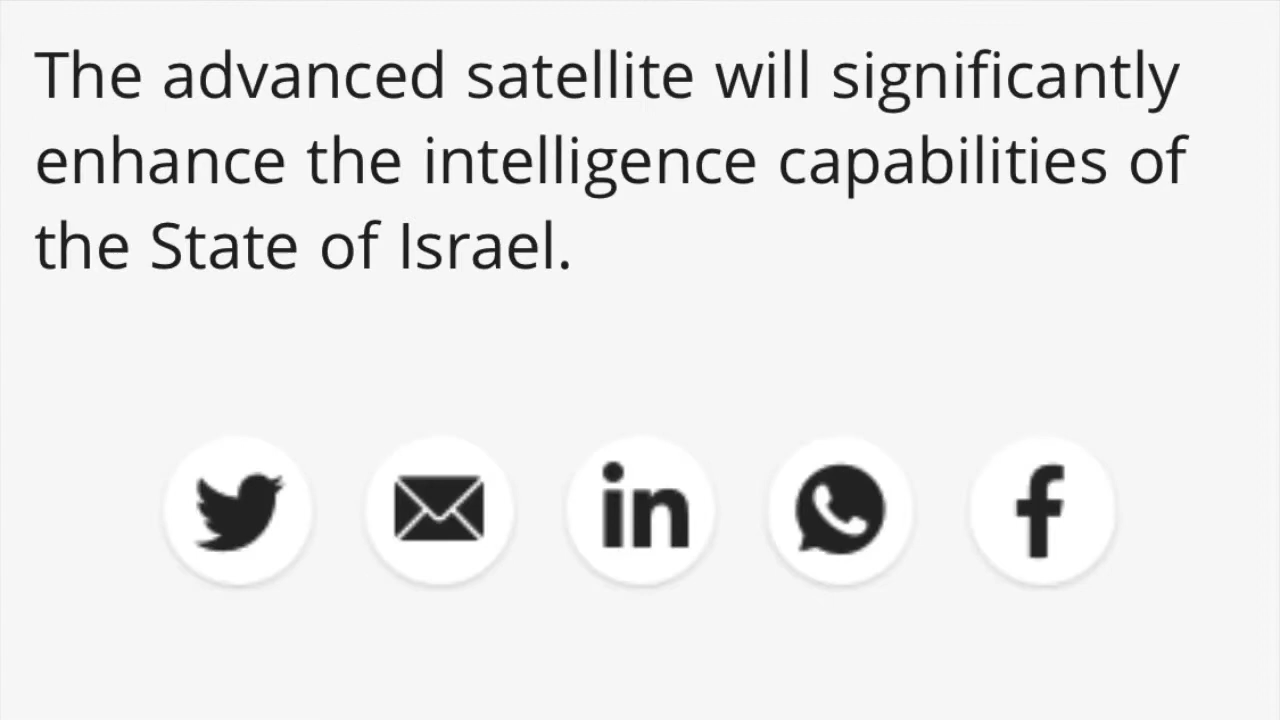 The advanced satellite will significantly
enhance the intelligence capabilities of
the State of Israel.
in
f